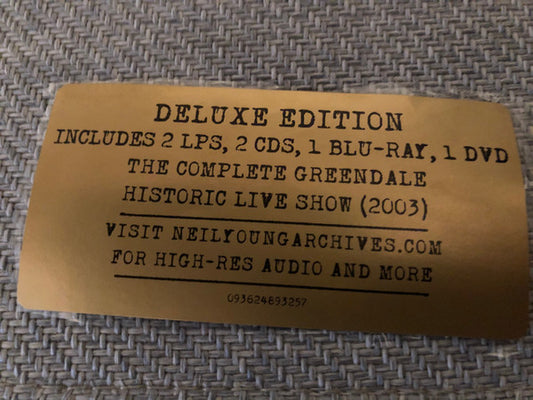 DELUXE EDITION
INCLUDES 2 LPS, 2 CDS, 1 BLU-RAY, 1 DVD
THE COMPLETE GREENDALE
HISTORIC LIVE SHOW (2003)
VISIT NEILYOUNGARCHIVES.COM
FOR HIGH-RES AUDIO AND MORE
093624893257